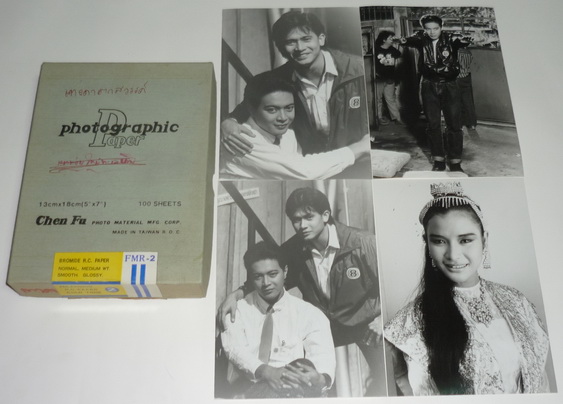 photographic
Paper
13cm×18cm (5"×7") 100 SHEETS
Chen Fu PHOTO MATERIAL MFG. CORP.
MADE IN TAIWAN R.O.C
BROMIDE R.C. PAPER
NORMAL, MEDIUM WT
SMOOTH GLOSSY
FMR-2